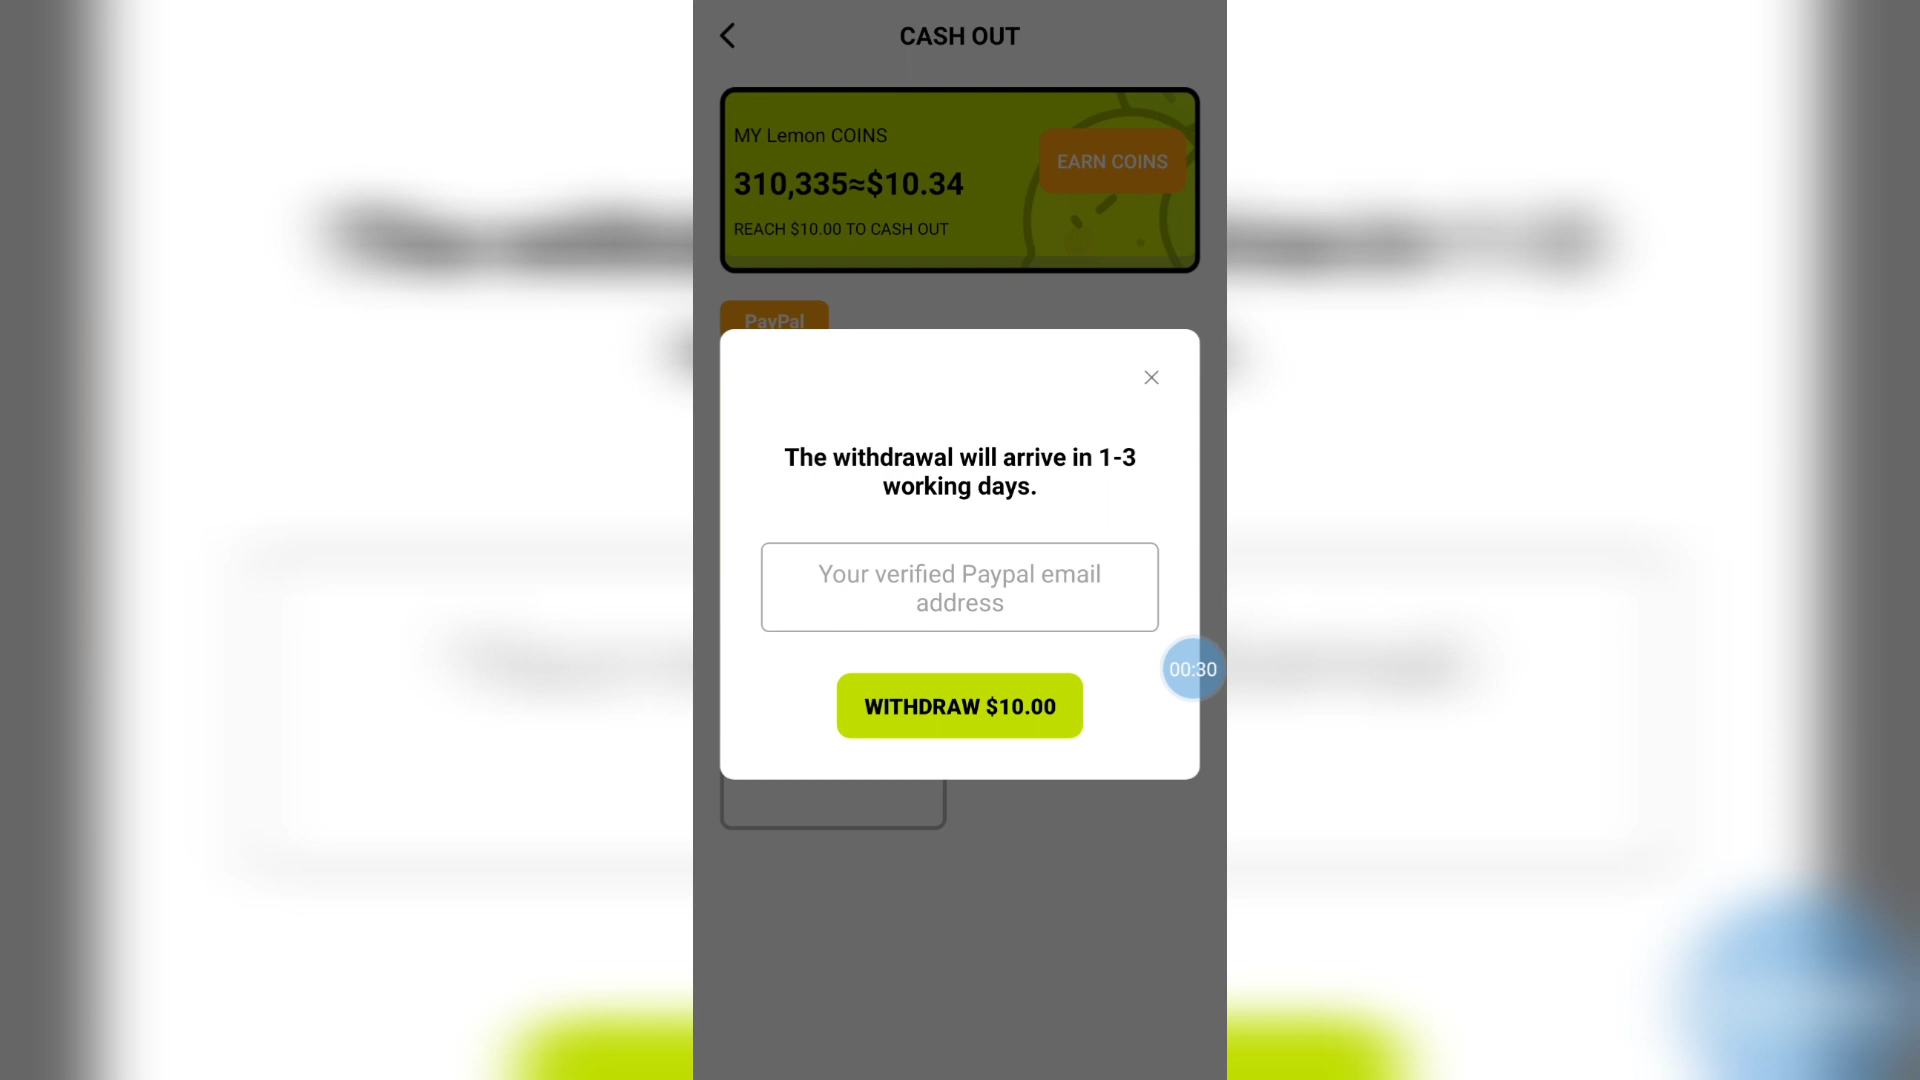 CASH OUT
MY Lemon COINS
EARN COINS
310,335≈$10.34
REACH $10.00 TO CASH OUT
PayPal
The withdrawal will arrive in 1-3
working days.
Your verified Paypal email
address
00:30
WITHDRAW $10.00